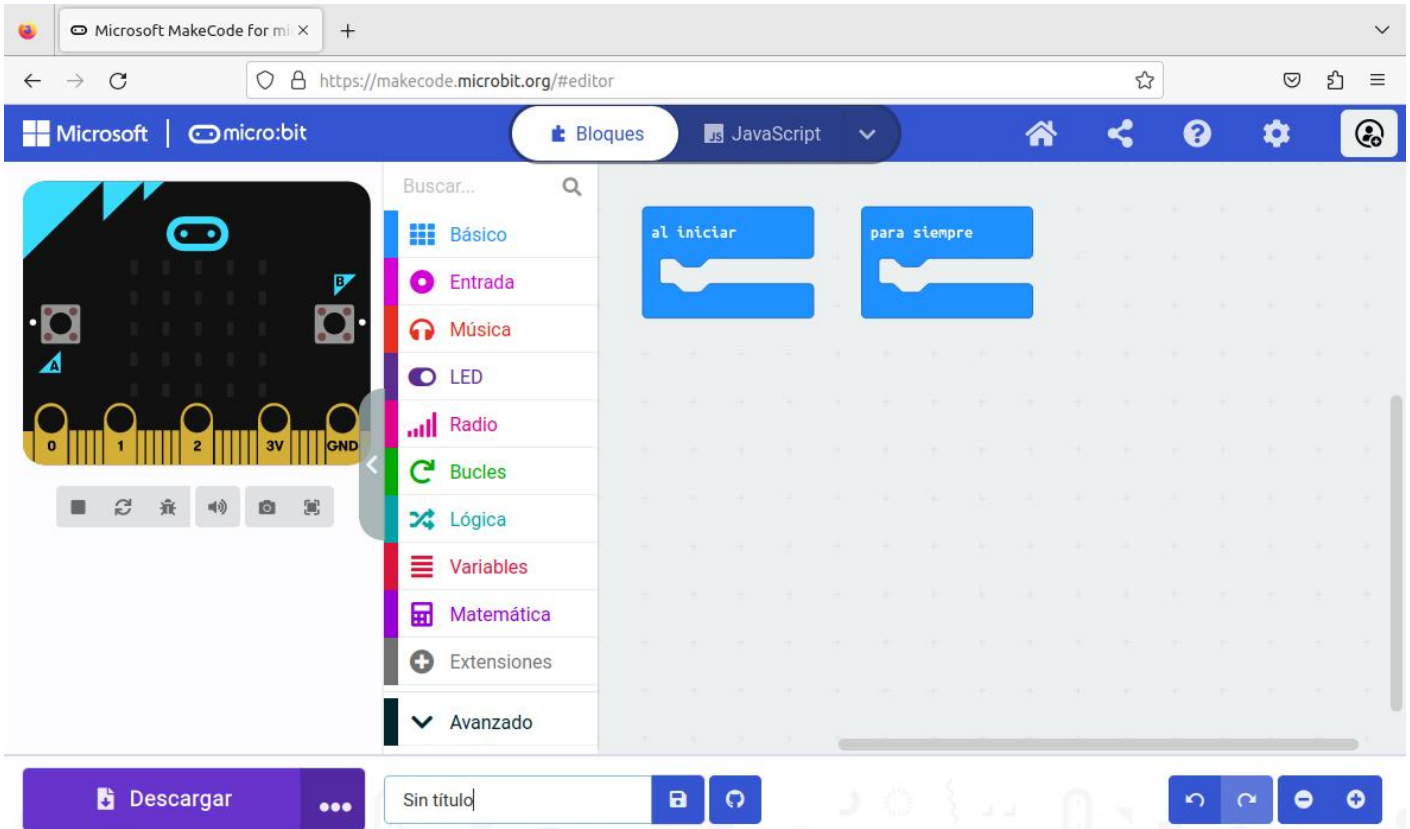 Microsoft MakeCode for mi
https://makecode.microbit.org/#editor
Microsoft | micro:bit
Bloques
JS JavaScript
Buscar...
Básico
Entrada
Música
LED
Radio
Bucles
Lógica
Variables
Matemática
Extensiones
Avanzado
al iniciar
para siempre
B
A
0 1 2 3V GND
Descargar
Sin título